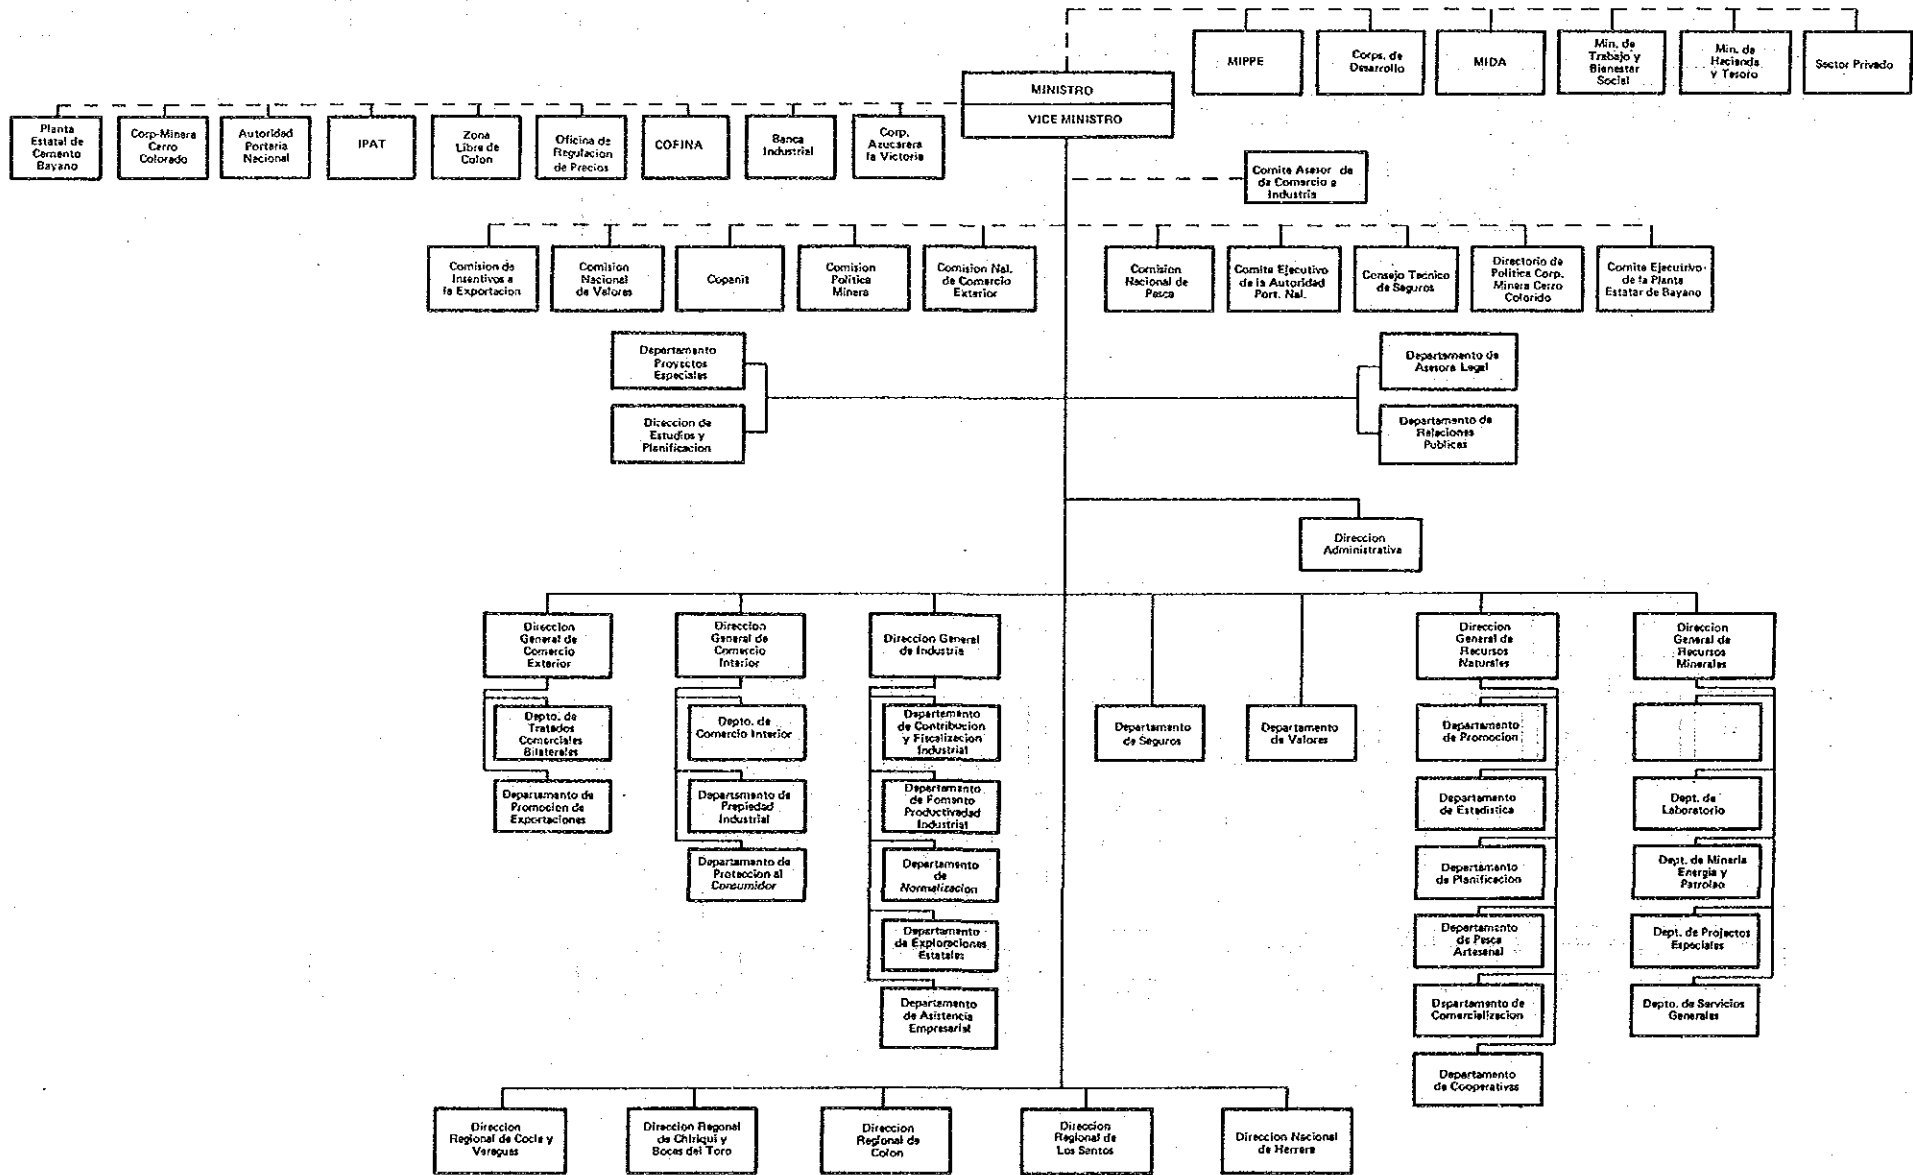 MIPPE
Corps. de
Desarrollo
MIDA
Min. de
Trabajo y
Bienestar
Social
Min. de
Hacienda
y Tesoro
Sector Privado
MINISTRO
VICE MINISTRO
Planta
Estatal de
Cemento
Bayano
Corp-Minera
Cerro
Colorado
Autoridad
Portaria
Nacional
IPAT
Zona
Libre de
Colon
Oficina de
Regulacion
de Precios
COFINA
Banca
Industrial
Corp.
Azucarera
la Victoria
Comite Asesor de
de Comercio e
Industria
Comision de
Insentivos a
la Exportacion
Comision
Nacional
de Valores
Copanit
Comision
Politica
Minera
Comision Nal.
de Comercio
Exterior
Comision
Nacional de
Pesca
Comite Ejecutivo
de la Autoridad
Port. Nal.
Consejo Tecnico
de Seguros
Directorio de
Politica Corp.
Minera Cerro
Colorido
Comite Ejecutivo
de la Planta
Estatar de Bayano
Departamento
Proyectos
Especiales
Direccion de
Estudios y
Planificacion
Departamento de
Asesora Legal
Departamento de
Relaciones
Publicas
Direccion
Administrativa
Direccion
General de
Comercio
Exterior
Direccion
General de
Comercio
Interior
Direccion General
de Industria
Direccion
General de
Recursos
Naturales
Direccion
General de
Recursos
Minerales
Depto. de
Tratados
Comerciales
Bilaterales
Departamento de
Promocion de
Exportaciones
Depto. de
Comercio Interior
Departamento de
Propiedad
Industrial
Departamento de
Proteccion al
Consumidor
Departamento
de Contribucion
y Fiscalizacion
Industrial
Departamento
de Fomento
Productividad
Industrial
Departamento
de
Normalizacion
Departamento
de Exploraciones
Estatales
Departamento
de Asistencia
Empresarial
Departamento
de Seguros
Departamento
de Valores
Departamento
de Promocion
Departamento
de Estadistica
Departamento
de Planificacion
Departamento
de Pesca
Artesanal
Departamento de
Comercializacion
Departamento
de Cooperativas
Dept. de
Laboratorio
Dept. de Mineria
Energia y
Patroleo
Dept. de Projectos
Especiales
Depto. de Servicios
Generales
Direccion
Regional de Cocle y
Veraguas
Direccion Regonal
de Chiriqui y
Bocas del Toro
Direccion
Regional de
Colon
Direccion
Regional de
Los Santos
Direccion Nacional
de Herrera